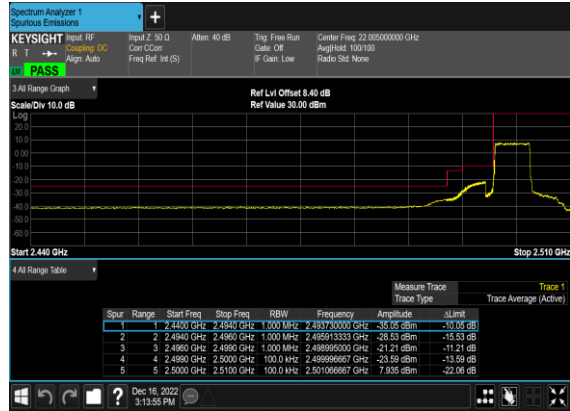 Spectrum Analyzer 1
Spurious Emissions
KEYSIGHT Input: RF Input Z: 50 Ω Atten: 40 dB Trig: Free Run Center Freq: 22.005000000 GHz
R T Coupling: DC Corr CCorr Gate: Off Avg|Hold: 100/100
Align: Auto Freq Ref: Int (S) IF Gain: Low Radio Std: None
PASS
3 All Range Graph
Ref Lvl Offset 8.40 dB
Scale/Div 10.0 dB Ref Value 30.00 dBm
Log
20.0
10.0
0.00
-10.0
-20.0
-30.0
-40.0
-50.0
-60.0
Start 2.440 GHz Stop 2.510 GHz
4 All Range Table
Measure Trace Trace 1
Trace Type Trace Average (Active)
Spur Range Start Freq Stop Freq RBW Frequency Amplitude ΔLimit
1 1 2.4400 GHz 2.4940 GHz 1.000 MHz 2.493730000 GHz -35.05 dBm -10.05 dB
2 2 2.4940 GHz 2.4960 GHz 1.000 MHz 2.495913333 GHz -28.53 dBm -15.53 dB
3 3 2.4960 GHz 2.4990 GHz 1.000 MHz 2.498995000 GHz -21.21 dBm -11.21 dB
4 4 2.4990 GHz 2.5000 GHz 100.0 kHz 2.499996667 GHz -23.59 dBm -13.59 dB
5 5 2.5000 GHz 2.5100 GHz 100.0 kHz 2.501066667 GHz 7.935 dBm -22.06 dB
Dec 16, 2022
3:13:55 PM